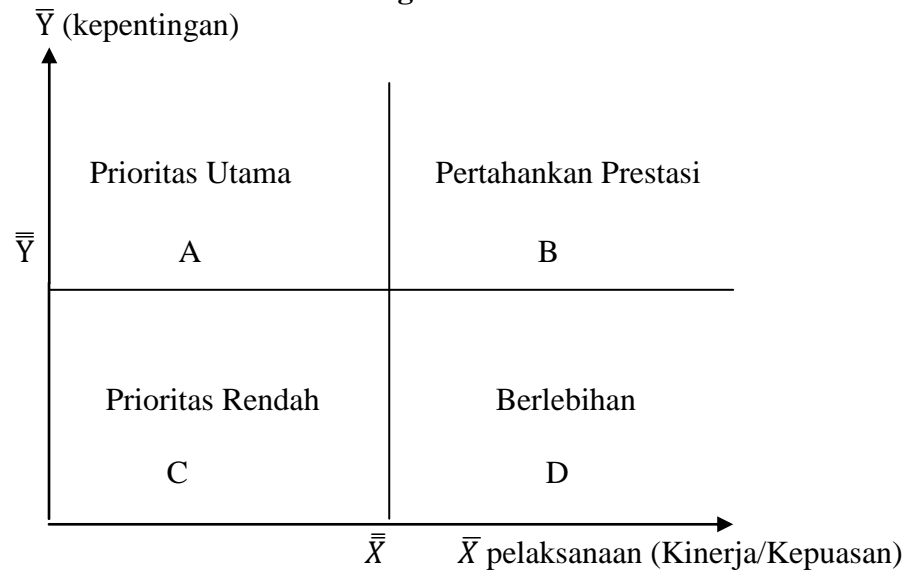 Y̅ (kepentingan)
Prioritas Utama Pertahankan Prestasi
Y̿ A B
Prioritas Rendah Berlebihan
C D
X̿ X̅ pelaksanaan (Kinerja/Kepuasan)